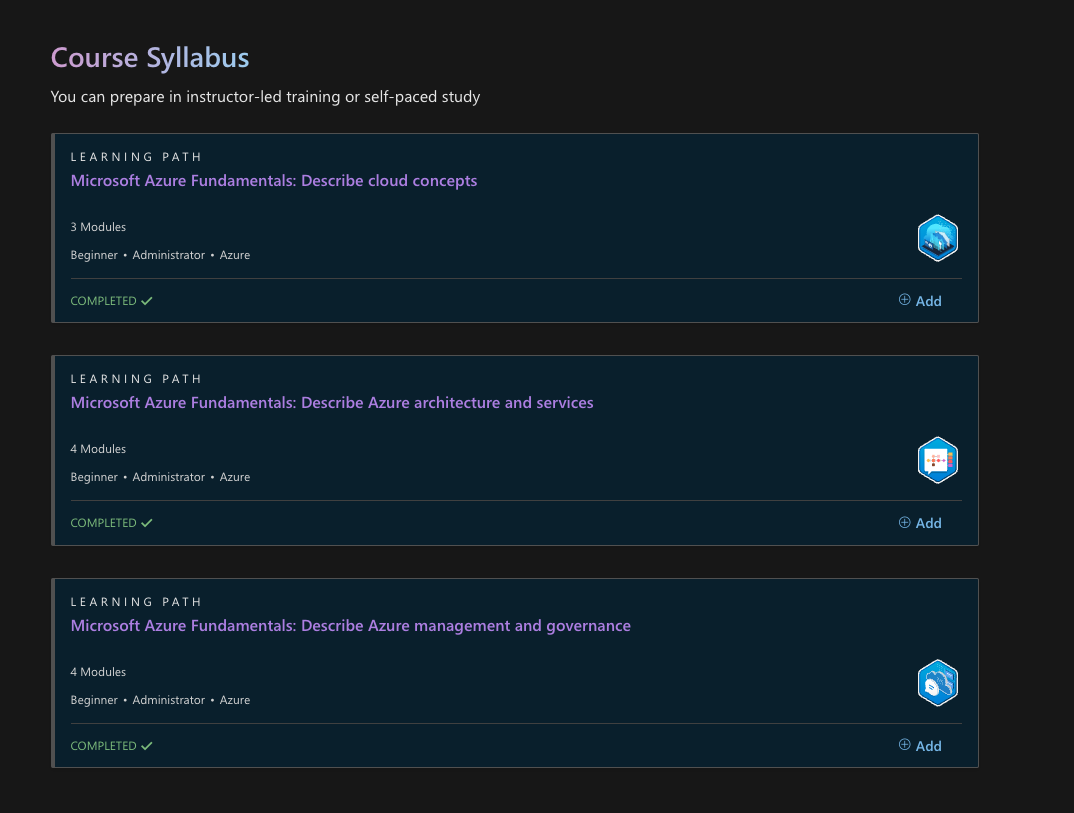 Course Syllabus
You can prepare in instructor-led training or self-paced study
LEARNING PATH
Microsoft Azure Fundamentals: Describe cloud concepts
3 Modules
Beginner • Administrator • Azure
COMPLETED ✓
Add
LEARNING PATH
Microsoft Azure Fundamentals: Describe Azure architecture and services
4 Modules
Beginner • Administrator • Azure
COMPLETED ✓
Add
LEARNING PATH
Microsoft Azure Fundamentals: Describe Azure management and governance
4 Modules
Beginner • Administrator • Azure
COMPLETED ✓
Add